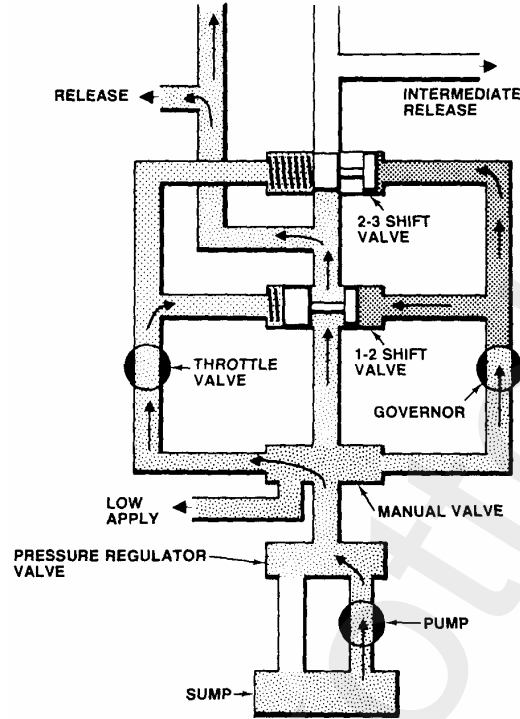 RELEASE
INTERMEDIATE
RELEASE
2-3 SHIFT
VALVE
1-2 SHIFT
VALVE
THROTTLE
VALVE
GOVERNOR
LOW
APPLY
MANUAL VALVE
PRESSURE REGULATOR
VALVE
PUMP
SUMP